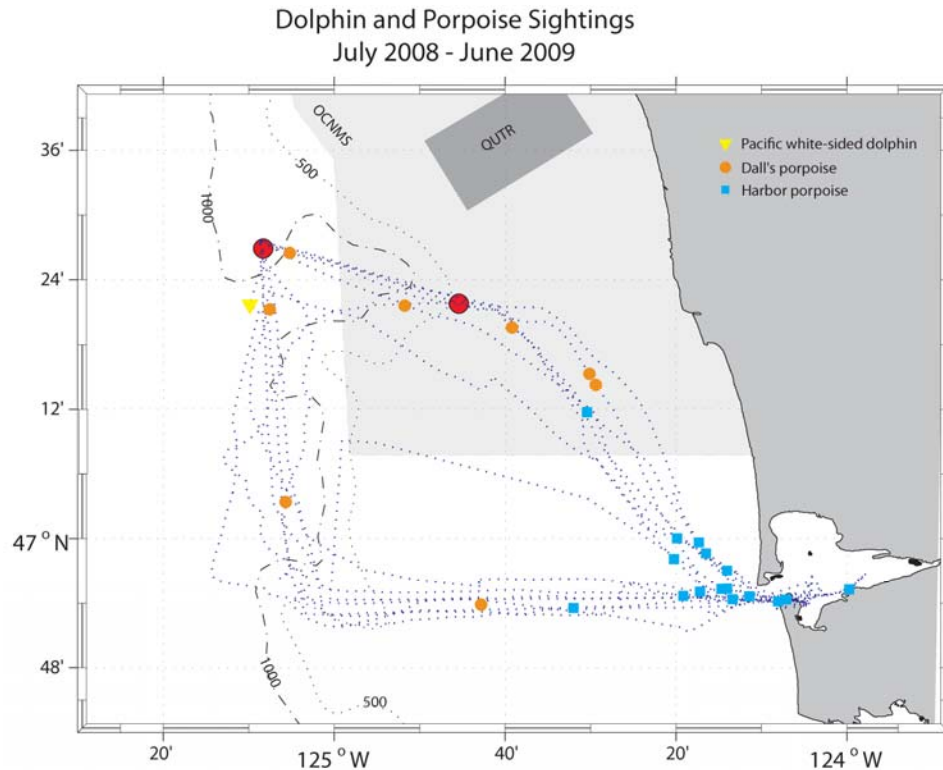 Dolphin and Porpoise Sightings
July 2008 - June 2009
OCNMS
QUTR
500
1000
Pacific white-sided dolphin
Dall's porpoise
Harbor porpoise
36'
24'
12'
47° N
48'
1000
500
20'
125° W
40'
20'
124° W